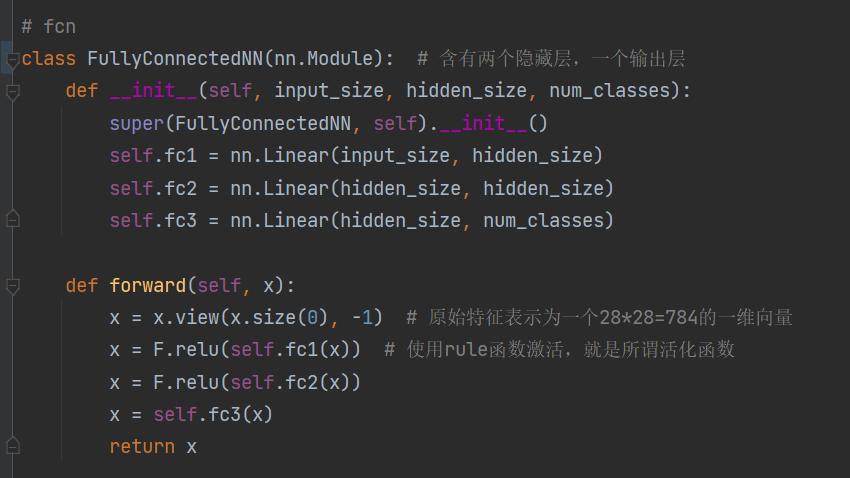 # fcn
class FullyConnectedNN(nn.Module):  # 含有两个隐藏层，一个输出层
    def __init__(self, input_size, hidden_size, num_classes):
        super(FullyConnectedNN, self).__init__()
        self.fc1 = nn.Linear(input_size, hidden_size)
        self.fc2 = nn.Linear(hidden_size, hidden_size)
        self.fc3 = nn.Linear(hidden_size, num_classes)
    def forward(self, x):
        x = x.view(x.size(0), -1)  # 原始特征表示为一个28*28=784的一维向量
        x = F.relu(self.fc1(x))  # 使用rule函数激活，就是所谓活化函数
        x = F.relu(self.fc2(x))
        x = self.fc3(x)
        return x